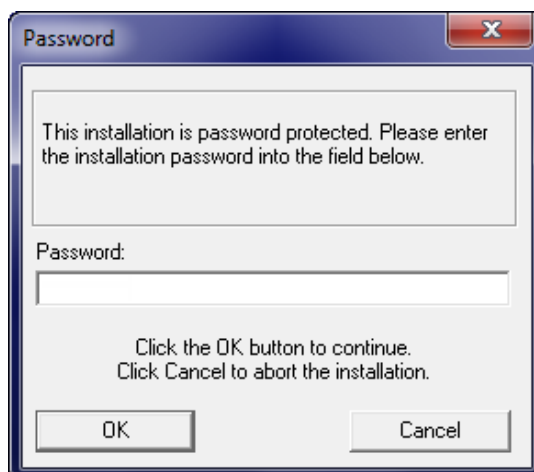 Password
This installation is password protected. Please enter
the installation password into the field below.
Password:
Click the OK button to continue.
Click Cancel to abort the installation.
OK
Cancel